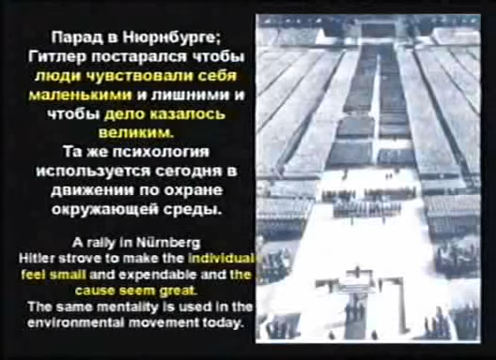 Парад в Нюрнбурге;
Гитлер постарался чтобы
люди чувствовали себя
маленькими и лишними и
чтобы дело казалось
великим.
Та же психология
используется сегодня в
движении по охране
окружающей среды.
A rally in Nürnberg
Hitler strove to make the individual
feel small and expendable and the
cause seem great.
The same mentality is used in the
environmental movement today.